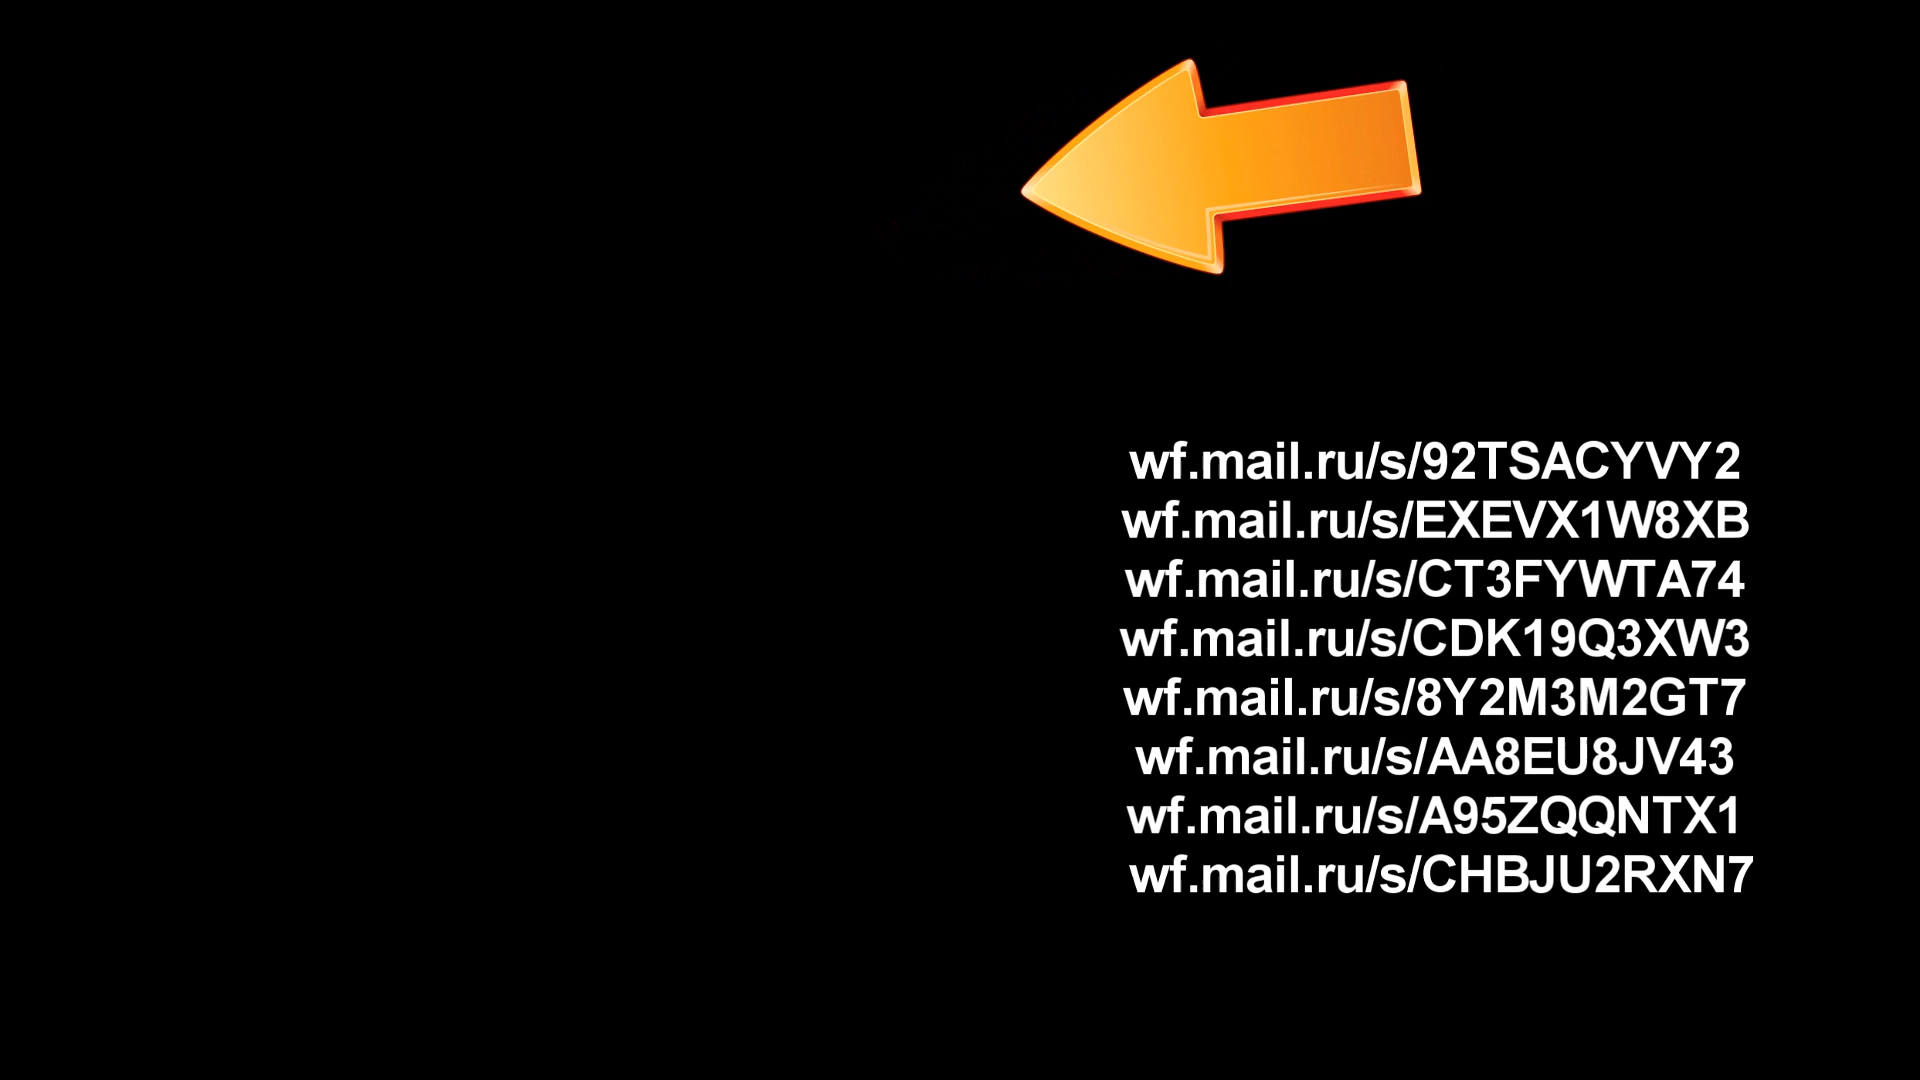 wf.mail.ru/s/92TSACYVY2
wf.mail.ru/s/EXEVX1W8XB
wf.mail.ru/s/CT3FYWTA74
wf.mail.ru/s/CDK19Q3XW3
wf.mail.ru/s/8Y2M3M2GT7
wf.mail.ru/s/AA8EU8JV43
wf.mail.ru/s/A95ZQQNTX1
wf.mail.ru/s/CHBJU2RXN7